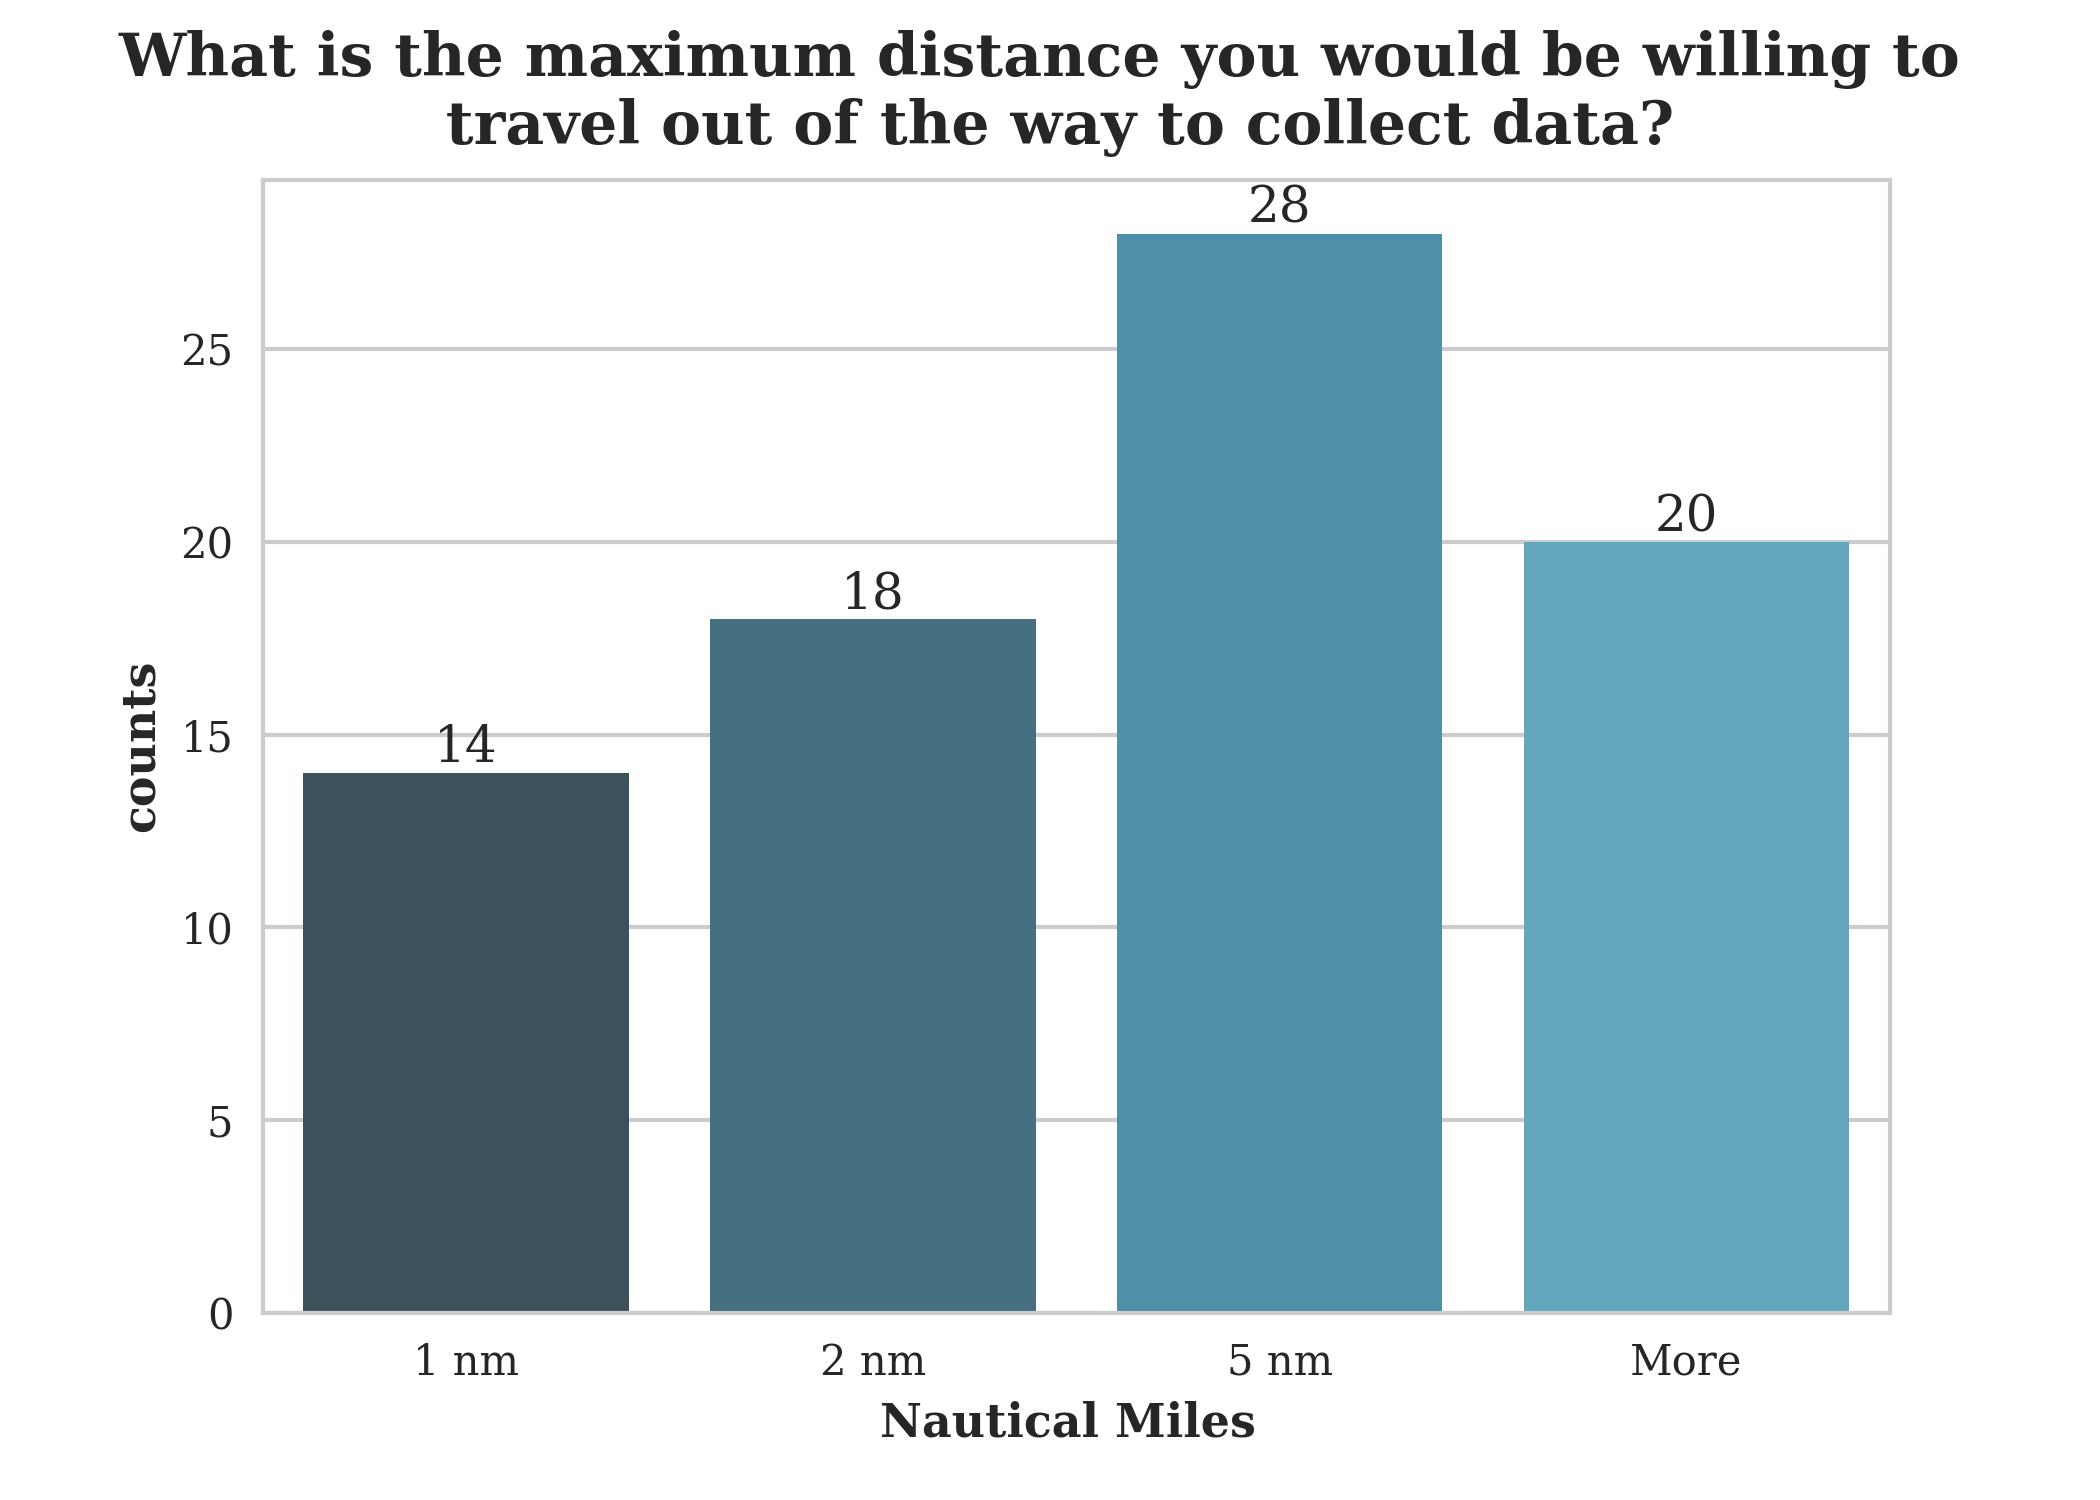 What is the maximum distance you would be willing to
travel out of the way to collect data?
28
25
20
20
18
15
14
10
5
0
counts
1 nm
2 nm
5 nm
More
Nautical Miles